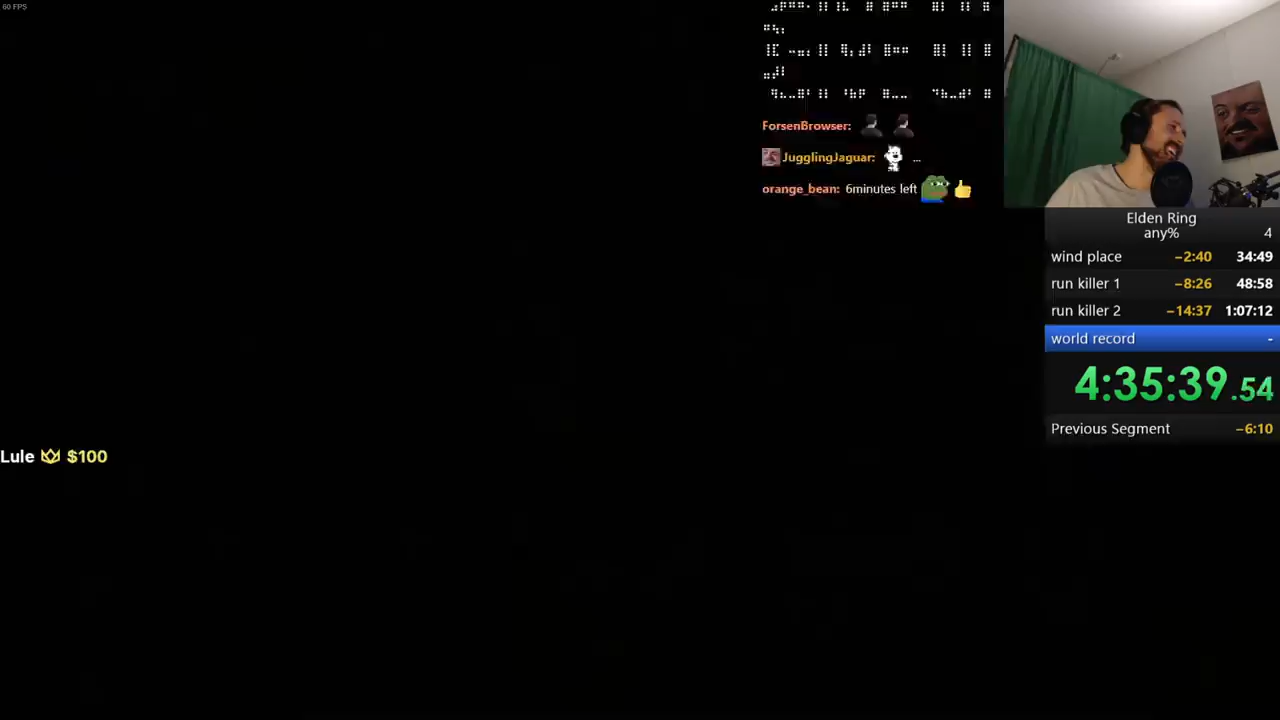 60 FPS
ForsenBrowser:
JugglingJaguar: ...
orange_bean: 6minutes left
Elden Ring
any% 4
wind place −2:40 34:49
run killer 1 −8:26 48:58
run killer 2 −14:37 1:07:12
world record -
4:35:39.54
Previous Segment −6:10
Lule $100